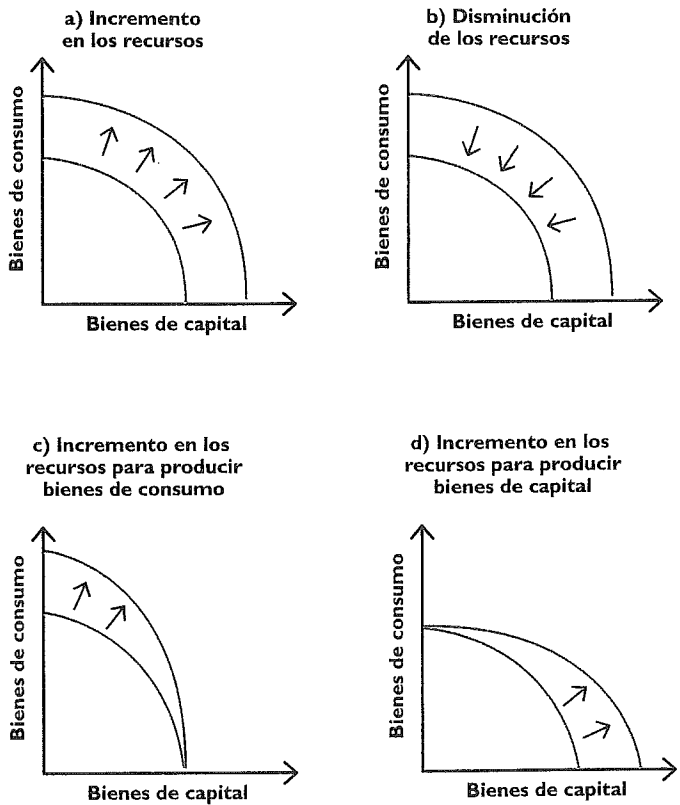 a) Incremento
en los recursos
Bienes de consumo
Bienes de capital
b) Disminución
de los recursos
Bienes de consumo
Bienes de capital
c) Incremento en los
recursos para producir
bienes de consumo
Bienes de consumo
Bienes de capital
d) Incremento en los
recursos para producir
bienes de capital
Bienes de consumo
Bienes de capital